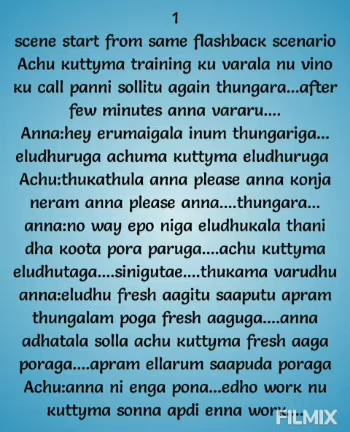 1
scene start from same flashback scenario
Achu kuttyma training ku varala nu vino
ku call panni sollitu again thungara...after
few minutes anna vararu....
Anna:hey erumaigala inum thungariga...
eludhuruga achuma kuttyma eludhuruga
Achu:thukathula anna please anna konja
neram anna please anna....thungara...
anna:no way epo niga eludhukala thani
dha koota pora paruga....achu kuttyma
eludhutaga....sinigutae....thukama varudhu
anna:eludhu fresh aagitu saaputu apram
thungalam poga fresh aaguga....anna
adhatala solla achu kuttyma fresh aaga
poraga....apram ellarum saapuda poraga
Achu:anna ni enga pona...edho work nu
kuttyma sonna apdi enna work...
FILMIX